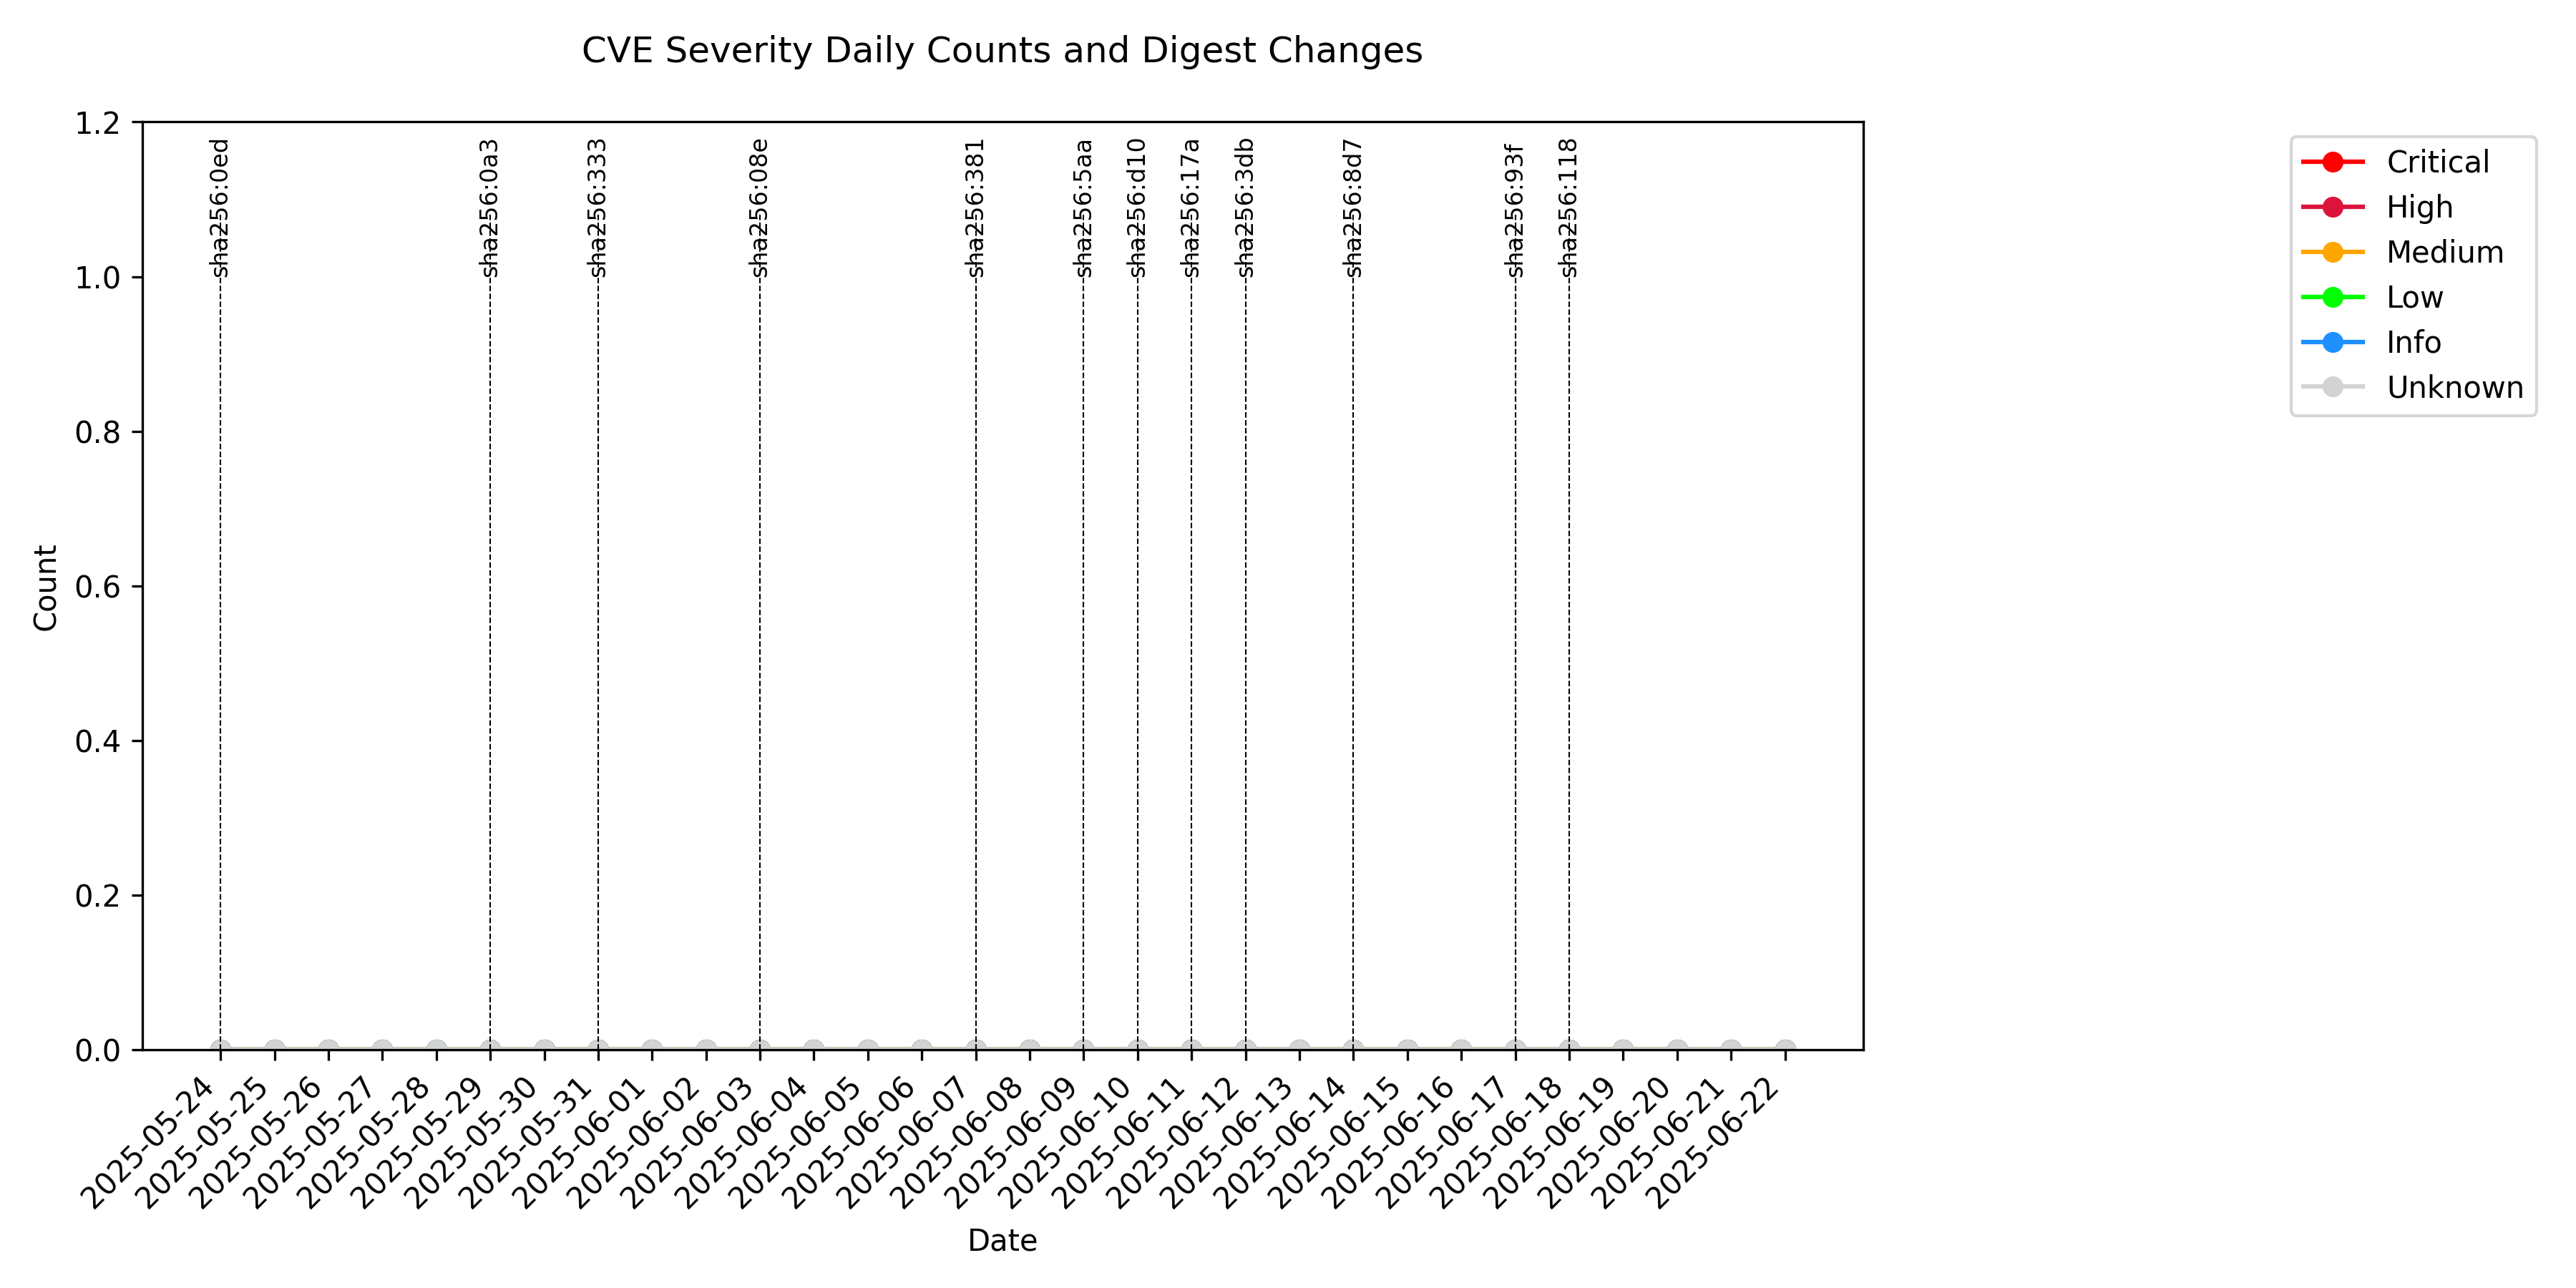 CVE Severity Daily Counts and Digest Changes
1.2
1.0
0.8
0.6
0.4
0.2
0.0
Count
sha256:0ed
sha256:0a3
sha256:333
sha256:08e
sha256:381
sha256:5aa
sha256:d10
sha256:17a
sha256:3db
sha256:8d7
sha256:93f
sha256:118
Critical
High
Medium
Low
Info
Unknown
2025-05-24
2025-05-25
2025-05-26
2025-05-27
2025-05-28
2025-05-29
2025-05-30
2025-05-31
2025-06-01
2025-06-02
2025-06-03
2025-06-04
2025-06-05
2025-06-06
2025-06-07
2025-06-08
2025-06-09
2025-06-10
2025-06-11
2025-06-12
2025-06-13
2025-06-14
2025-06-15
2025-06-16
2025-06-17
2025-06-18
2025-06-19
2025-06-20
2025-06-21
2025-06-22
Date